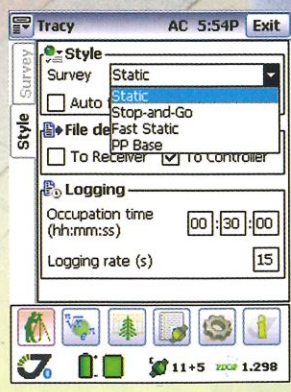 Tracy AC 5:54P Exit
Survey
Style
Style
Survey Static
Static
Auto
Stop-and-Go
Fast Static
File de
PP Base
To Receiver To Controller
Logging
Occupation time 00:30:00
(hh:mm:ss)
Logging rate (s) 15
0 11+5 PDOP 1.298